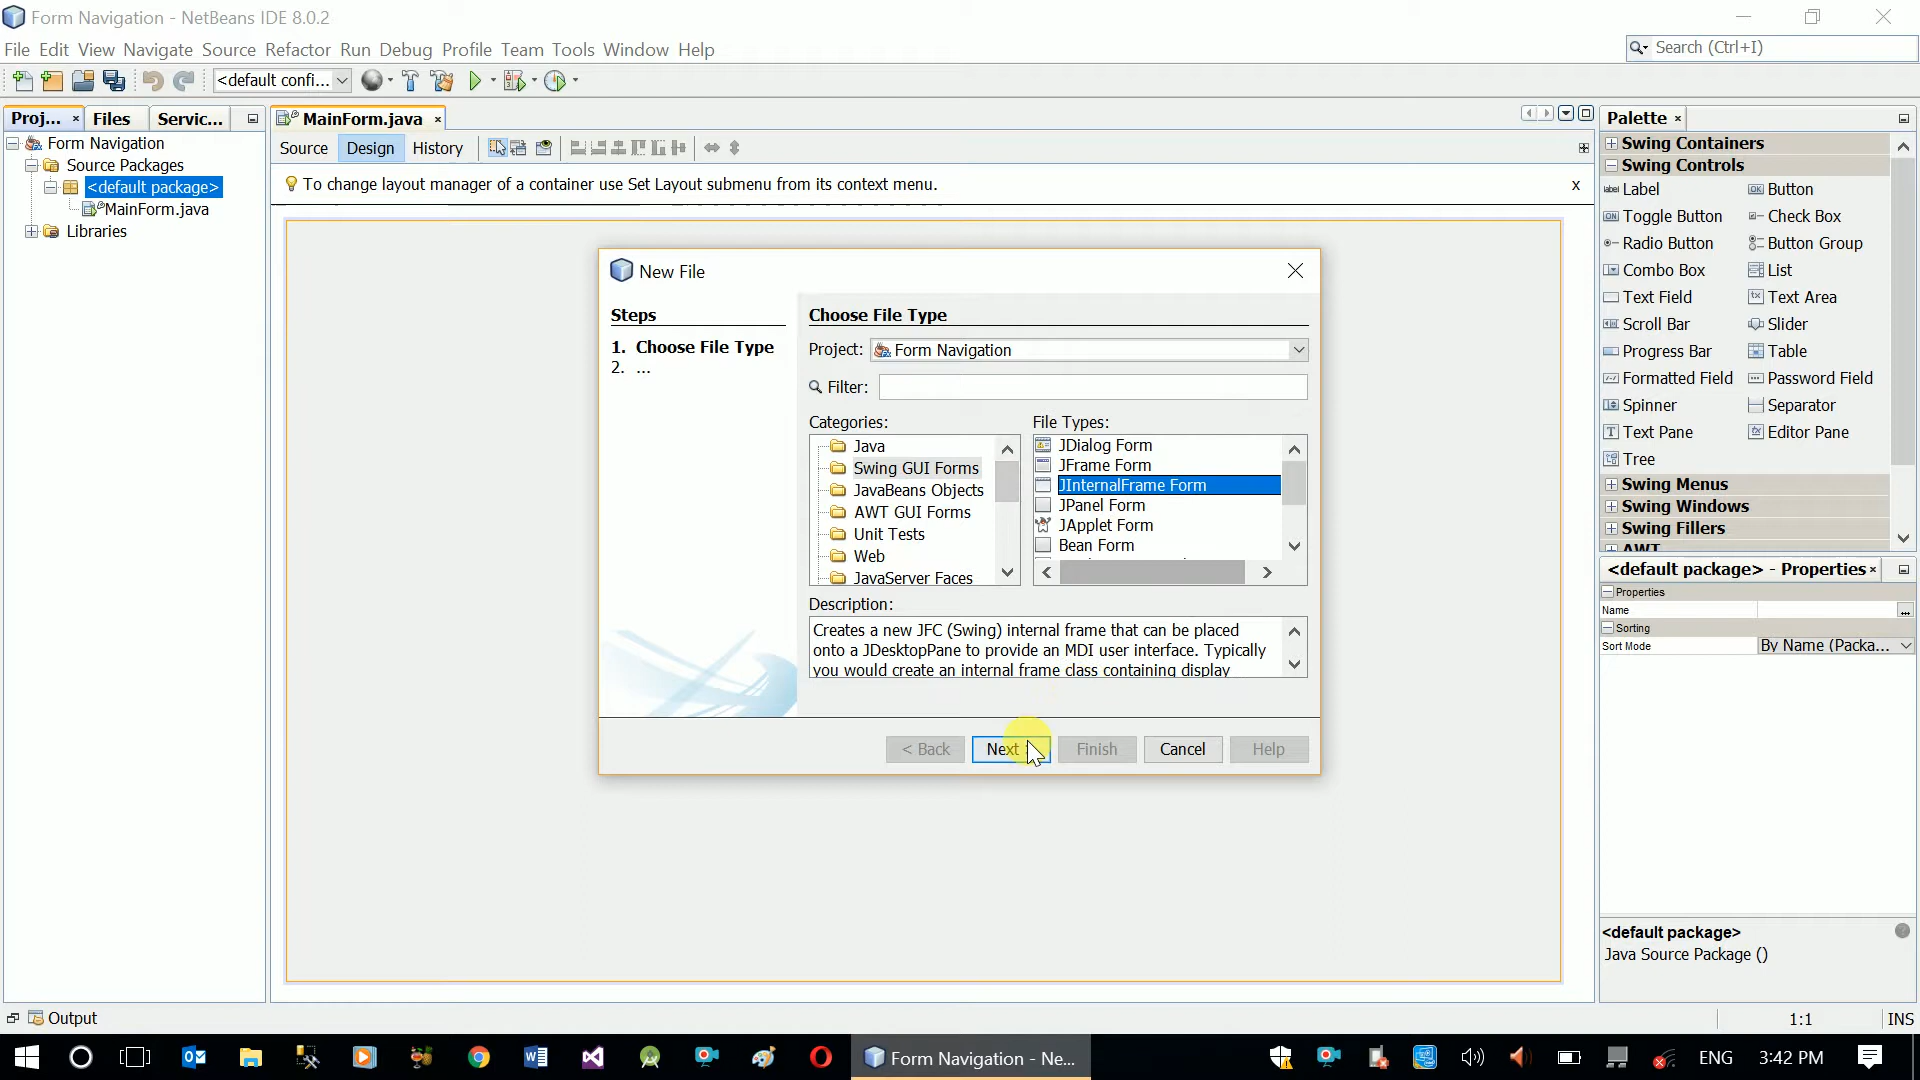 Form Navigation - NetBeans IDE 8.0.2
File Edit View Navigate Source Refactor Run Debug Profile Team Tools Window Help
Search (Ctrl+I)
<default confi...
Proj... × Files Servic...
MainForm.java ×
Palette ×
Form Navigation
Source Packages
<default package>
MainForm.java
Libraries
Source Design History
To change layout manager of a container use Set Layout submenu from its context menu. x
New File
Steps
1. Choose File Type
2. ...
Choose File Type
Project: Form Navigation
Filter:
Categories:
Java
Swing GUI Forms
JavaBeans Objects
AWT GUI Forms
Unit Tests
Web
JavaServer Faces
File Types:
JDialog Form
JFrame Form
JInternalFrame Form
JPanel Form
JApplet Form
Bean Form
Description:
Creates a new JFC (Swing) internal frame that can be placed
onto a JDesktopPane to provide an MDI user interface. Typically
you would create an internal frame class containing display
< Back Next Finish Cancel Help
Swing Containers
Swing Controls
Label Button
Toggle Button Check Box
Radio Button Button Group
Combo Box List
Text Field Text Area
Scroll Bar Slider
Progress Bar Table
Formatted Field Password Field
Spinner Separator
Text Pane Editor Pane
Tree
Swing Menus
Swing Windows
Swing Fillers
AWT
<default package> - Properties ×
Properties
Name ...
Sorting
Sort Mode By Name (Packa...
<default package>
Java Source Package ()
Output
1:1 INS
Form Navigation - Ne...
ENG 3:42 PM